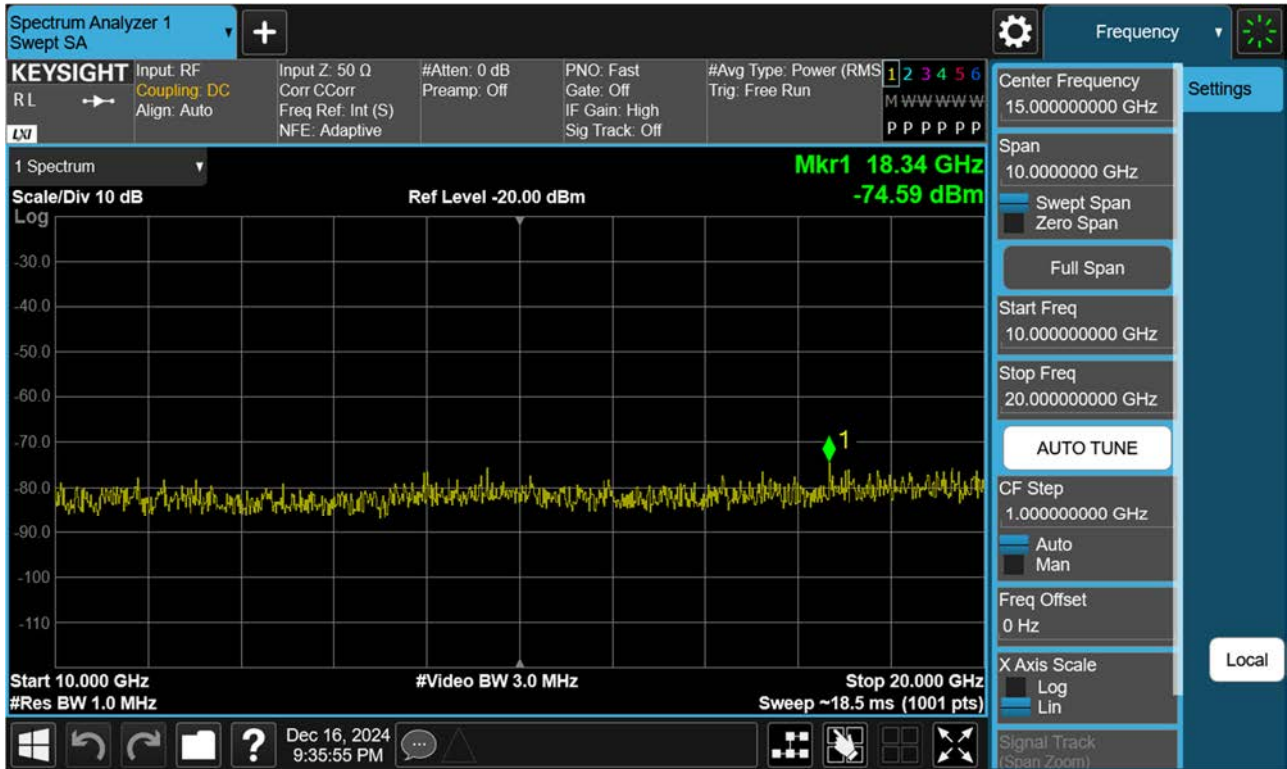 Spectrum Analyzer 1
Swept SA
Frequency
KEYSIGHT
R L
LXI
Input: RF
Coupling: DC
Align: Auto
Input Z: 50 Ω
Corr CCorr
Freq Ref: Int (S)
NFE: Adaptive
#Atten: 0 dB
Preamp: Off
PNO: Fast
Gate: Off
IF Gain: High
Sig Track: Off
#Avg Type: Power (RMS
Trig: Free Run
1 2 3 4 5 6
M W W W W W
P P P P P P
1 Spectrum
Scale/Div 10 dB
Ref Level -20.00 dBm
Mkr1 18.34 GHz
-74.59 dBm
Log
-30.0
-40.0
-50.0
-60.0
-70.0
-80.0
-90.0
-100
-110
1
Start 10.000 GHz
#Video BW 3.0 MHz
Stop 20.000 GHz
#Res BW 1.0 MHz
Sweep ~18.5 ms (1001 pts)
Center Frequency
15.000000000 GHz
Settings
Span
10.0000000 GHz
Swept Span
Zero Span
Full Span
Start Freq
10.000000000 GHz
Stop Freq
20.000000000 GHz
AUTO TUNE
CF Step
1.000000000 GHz
Auto
Man
Freq Offset
0 Hz
X Axis Scale
Log
Lin
Local
Signal Track
(Span Zoom)
?
Dec 16, 2024
9:35:55 PM